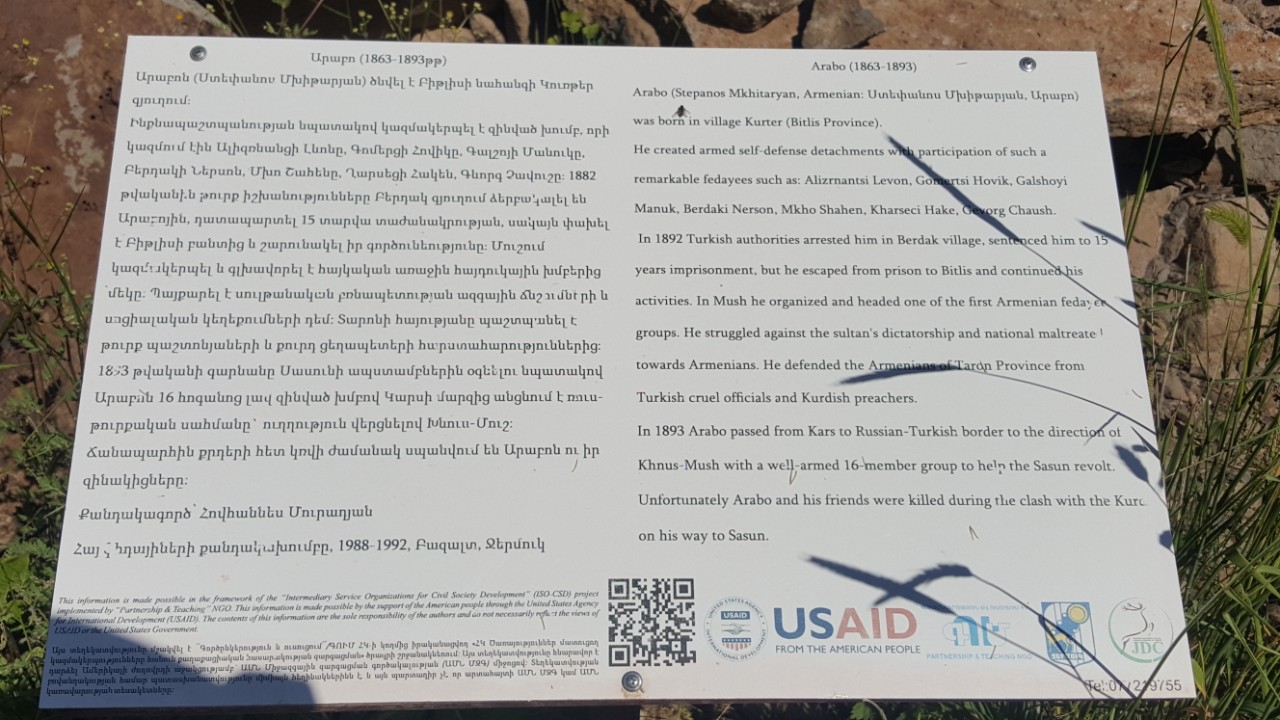 Արաբո (1863-1893թթ)
Արաբոն (Ստեփանոս Մխիթարյան) ծնվել է Բիթլիսի նահանգի Կուռթեր
գյուղում:
Ինքնապաշտպանության նպատակով կազմակերպել է զինված խումբ, որի
կազմում էին Ալիզռնանցի Լևոնը, Գոմերցի Հովիկը, Գալշոյի Մանուկը,
Բերդակի Ներսոն, Մխո Շահենը, Ղարսեցի Հակեն, Գևորգ Չավուշը: 1882
թվականին թուրք իշխանությունները Բերդակ գյուղում ձերբակալել են
Արաբոյին, դատապարտել 15 տարվա տաժանակրության, սակայն փախել
է Բիթլիսի բանտից և շարունակել իր գործունեությունը: Մուշում
կազմակերպել և գլխավորել է հայկական առաջին հայդուկային խմբերից
մեկը: Պայքարել է սուլթանական բռնապետության ազգային ճնշումների և
սոցիալական կեղեքումների դեմ: Տարոնի հայությանը պաշտպանել է
թուրք պաշտոնյաների և քուրդ ցեղապետերի հարստահարություններից:
1893 թվականի գարնանը Սասունի ապստամբներին օգնելու նպատակով
Արաբոն 16 հոգանոց լավ զինված խմբով Կարսի մարզից անցնում է ռուս-
թուրքական սահմանը՝ ուղղություն վերցնելով Խնուս-Մուշ:
Ճանապարհին քրդերի հետ կռվի ժամանակ սպանվում են Արաբոն ու իր
զինակիցները:
Քանդակագործ՝ Հովհաննես Մուրադյան
Հայ ֆիդայիների քանդակախումբը, 1988-1992, Բազալտ, Ջերմուկ
Arabo (1863-1893)
Arabo (Stepanos Mkhitaryan, Armenian: Ստեփանոս Մխիթարյան, Արաբո)
was born in village Kurter (Bitlis Province).
He created armed self-defense detachments with participation of such a
remarkable fedayees such as: Alizrnantsi Levon, Gomertsi Hovik, Galshoyi
Manuk, Berdaki Nerson, Mkho Shahen, Kharseci Hake, Gevorg Chaush.
In 1892 Turkish authorities arrested him in Berdak village, sentenced him to 15
years imprisonment, but he escaped from prison to Bitlis and continued his
activities. In Mush he organized and headed one of the first Armenian fedayee
groups. He struggled against the sultan's dictatorship and national maltreate
towards Armenians. He defended the Armenians of Taron Province from
Turkish cruel officials and Kurdish preachers.
In 1893 Arabo passed from Kars to Russian-Turkish border to the direction of
Khnus-Mush with a well-armed 16-member group to help the Sasun revolt.
Unfortunately Arabo and his friends were killed during the clash with the
on his way to Sasun.
This information is made possible in the framework of the "Intermediary Service Organizations for Civil Society Development" (ISO-CSD) project
implemented by "Partnership & Teaching" NGO. This information is made possible by the support of the American people through the United States Agency
for International Development (USAID). The contents of this information are the sole responsibility of the authors and do not necessarily reflect the views of
USAID or the United States Government.
USAID
USAID
FROM THE AMERICAN PEOPLE
PARTNERSHIP & TEACHING NGO
JDC